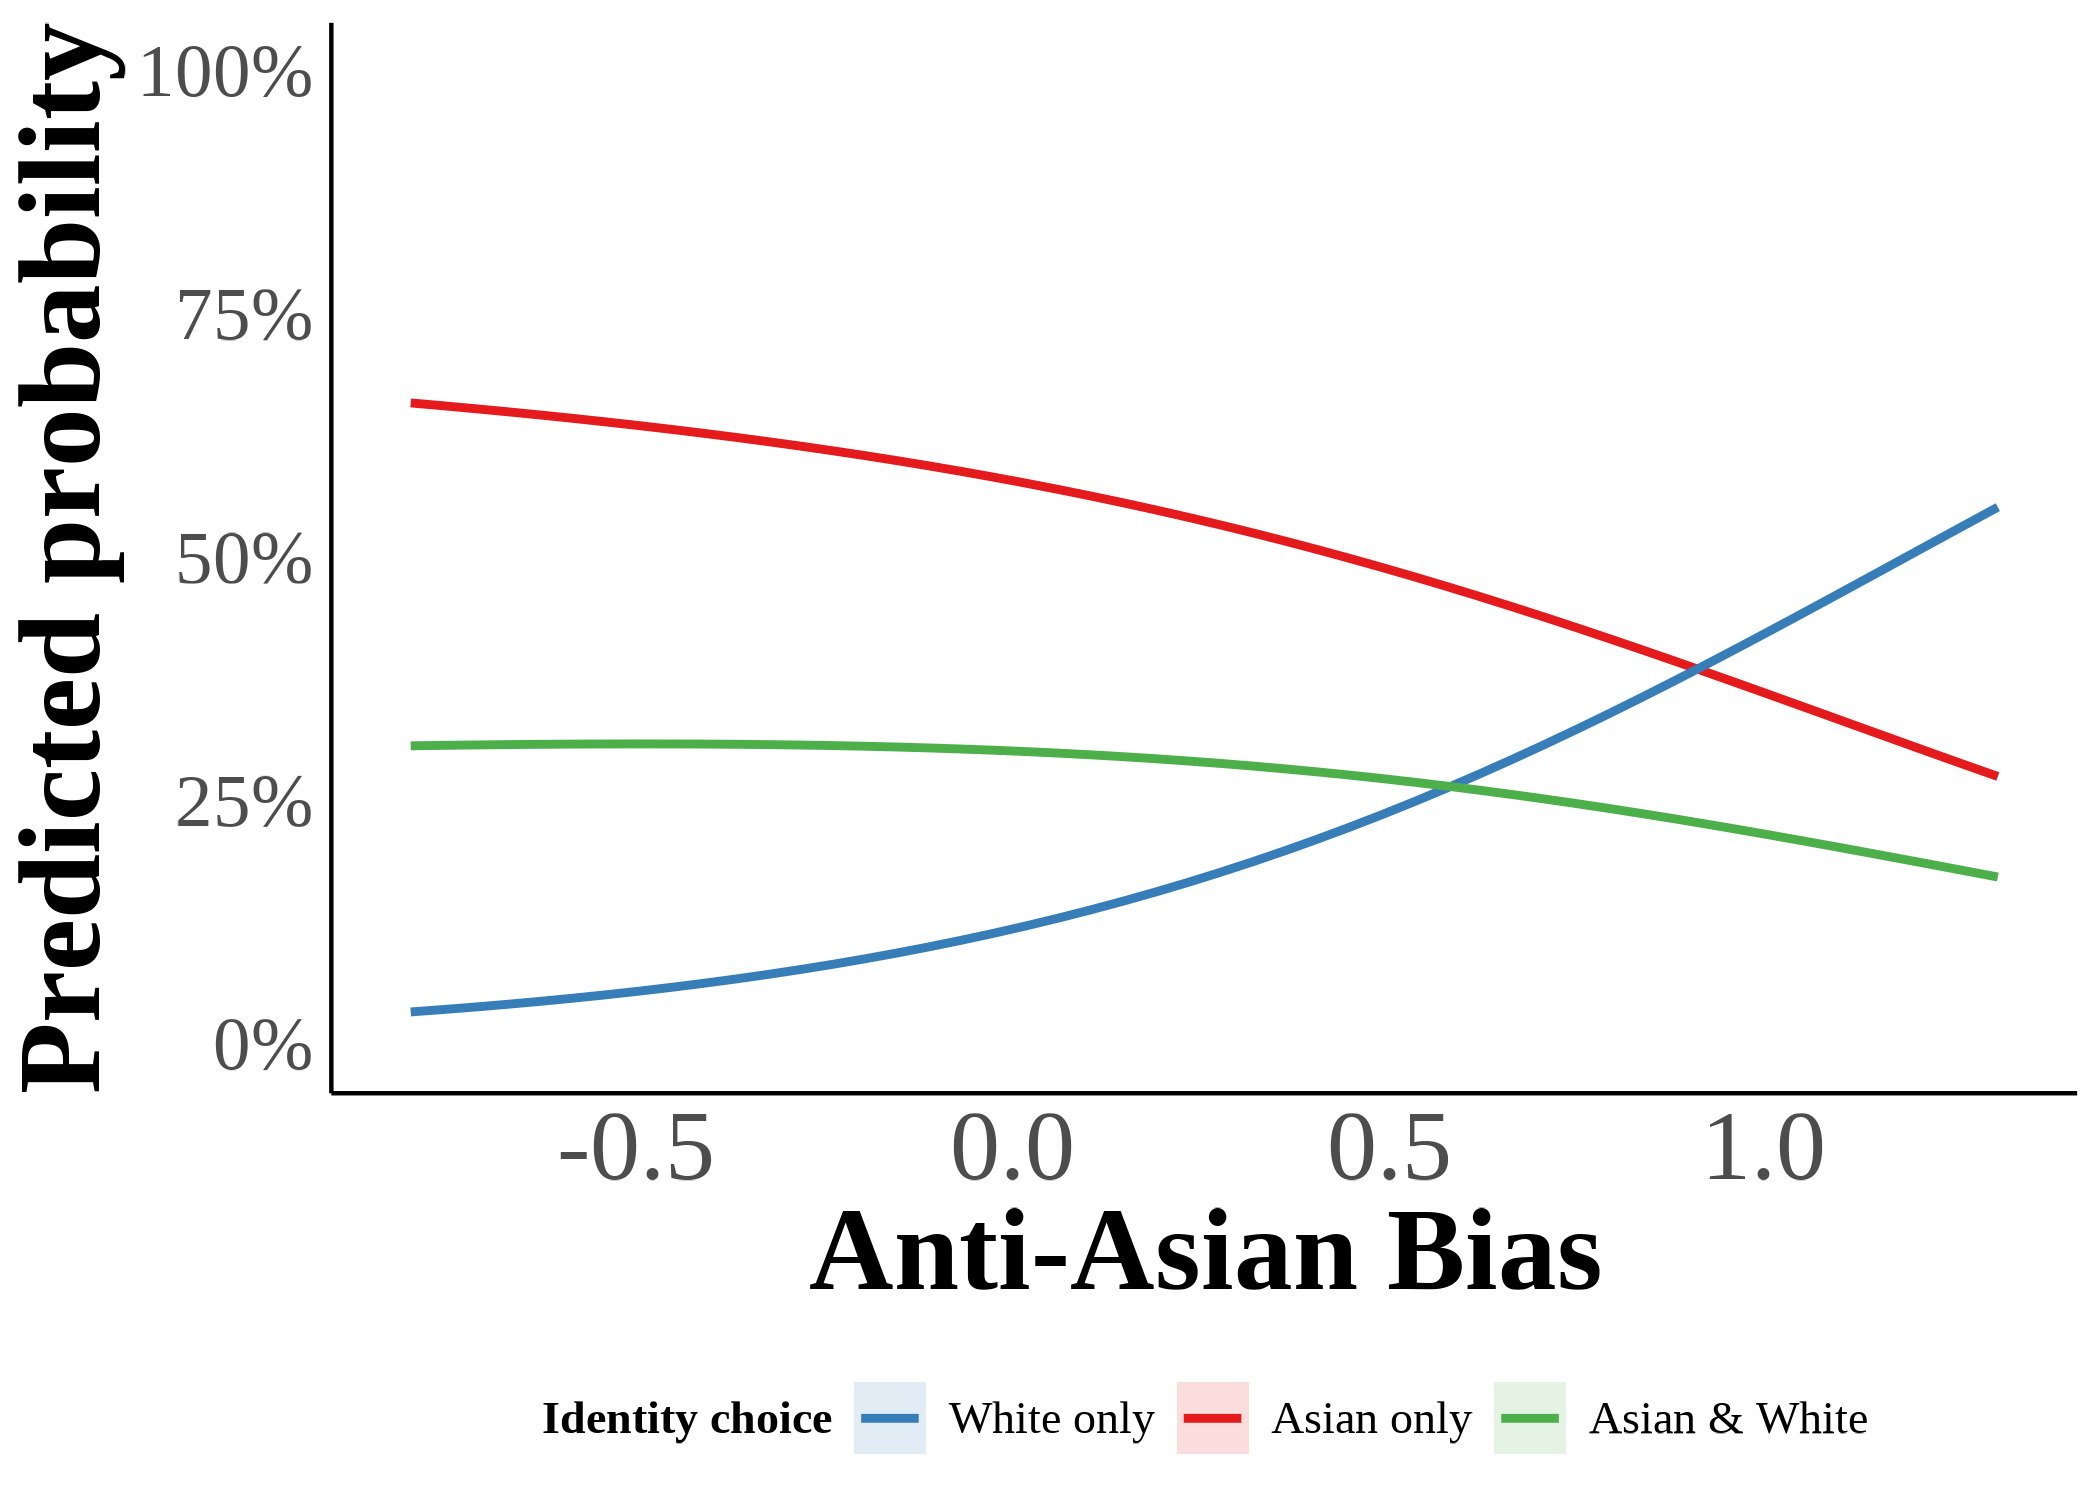 Predicted probability
100%
75%
50%
25%
0%
-0.5 0.0 0.5 1.0
Anti-Asian Bias
Identity choice White only Asian only Asian & White